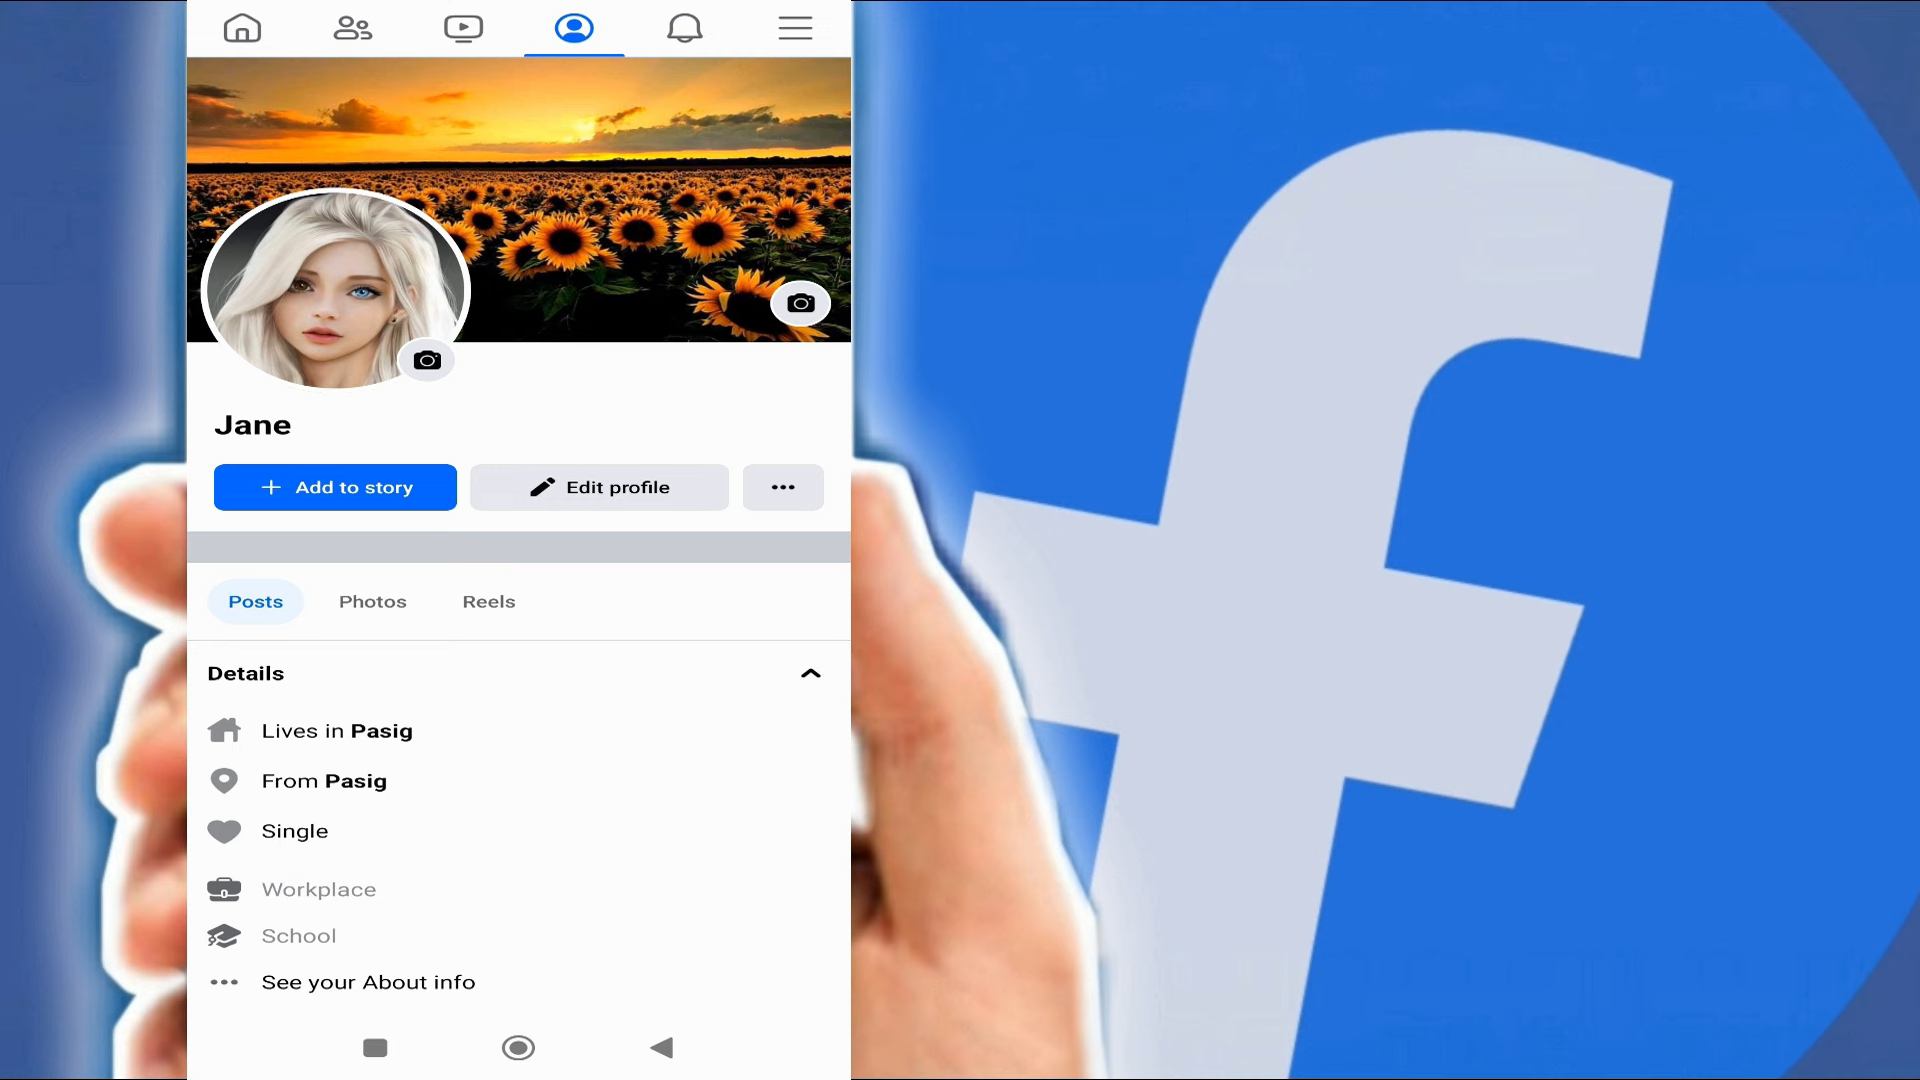 Jane
Add to story
Edit profile
Posts
Photos
Reels
Details
Lives in Pasig
From Pasig
Single
Workplace
School
See your About info